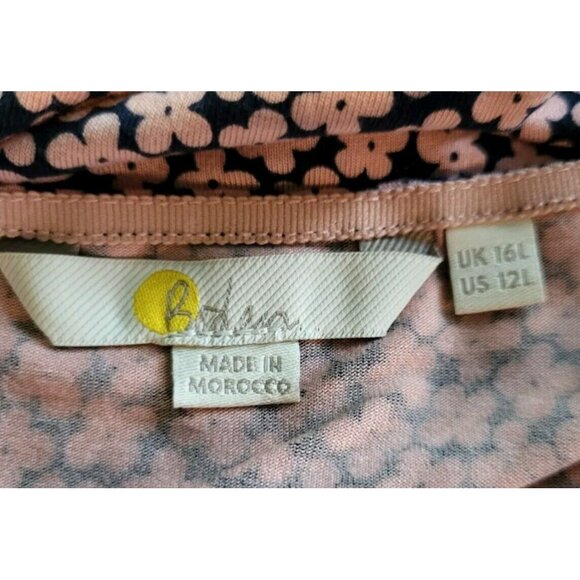 Boden
UK 16L
US 12L
MADE IN
MOROCCO